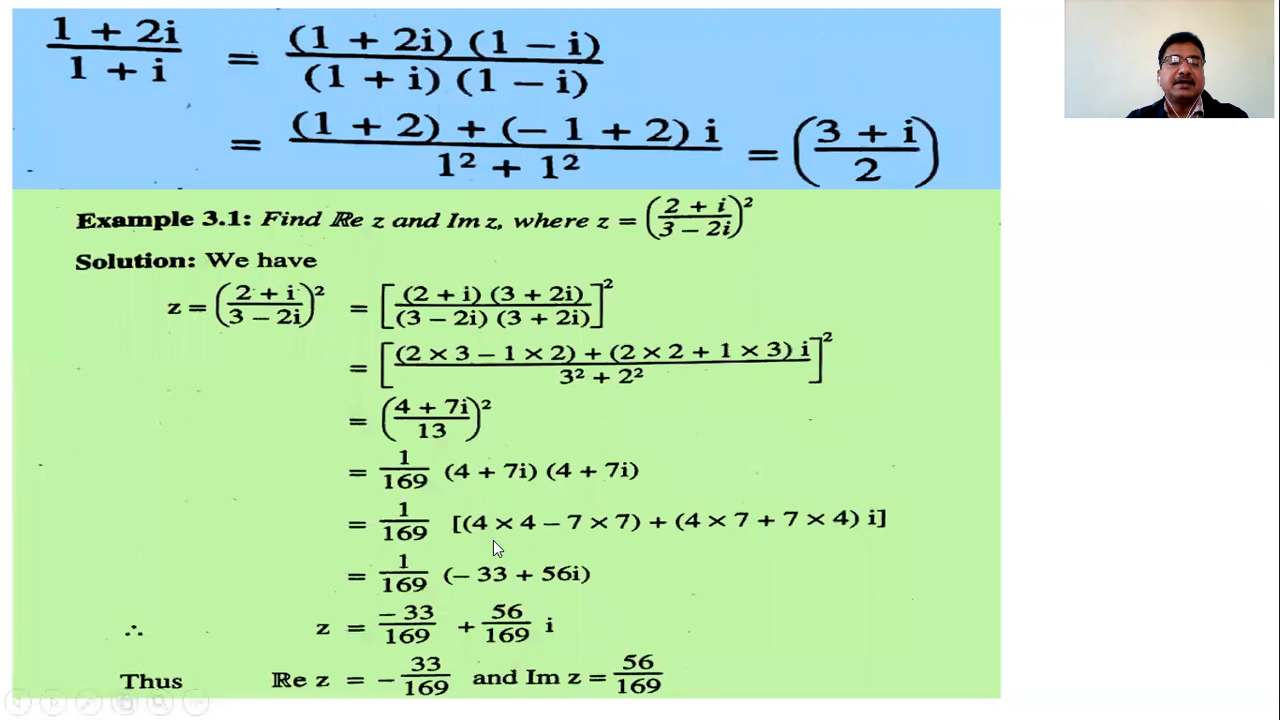 1 + 2i / 1 + i = (1 + 2i) (1 – i) / (1 + i) (1 – i)
= (1 + 2) + (– 1 + 2) i / 1² + 1² = (3 + i / 2)
Example 3.1: Find ℝe z and Im z, where z = (2 + i / 3 – 2i)²
Solution: We have
z = (2 + i / 3 – 2i)² = [(2 + i) (3 + 2i) / (3 – 2i) (3 + 2i)]²
= [(2 × 3 – 1 × 2) + (2 × 2 + 1 × 3) i / 3² + 2²]²
= (4 + 7i / 13)²
= 1/169 (4 + 7i) (4 + 7i)
= 1/169 [(4 × 4 – 7 × 7) + (4 × 7 + 7 × 4) i]
= 1/169 (– 33 + 56i)
∴ z = – 33/169 + 56/169 i
Thus ℝe z = – 33/169 and Im z = 56/169